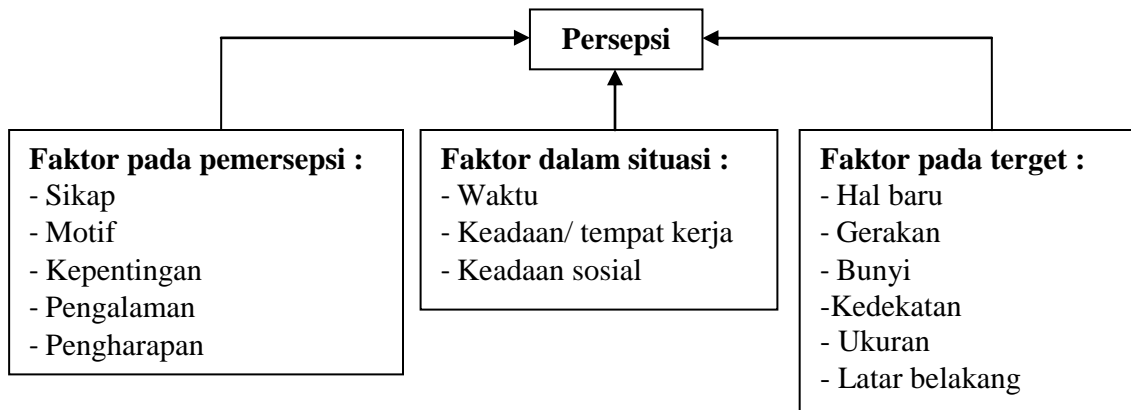 Persepsi
Faktor pada pemersepsi :
- Sikap
- Motif
- Kepentingan
- Pengalaman
- Pengharapan
Faktor dalam situasi :
- Waktu
- Keadaan/ tempat kerja
- Keadaan sosial
Faktor pada terget :
- Hal baru
- Gerakan
- Bunyi
-Kedekatan
- Ukuran
- Latar belakang